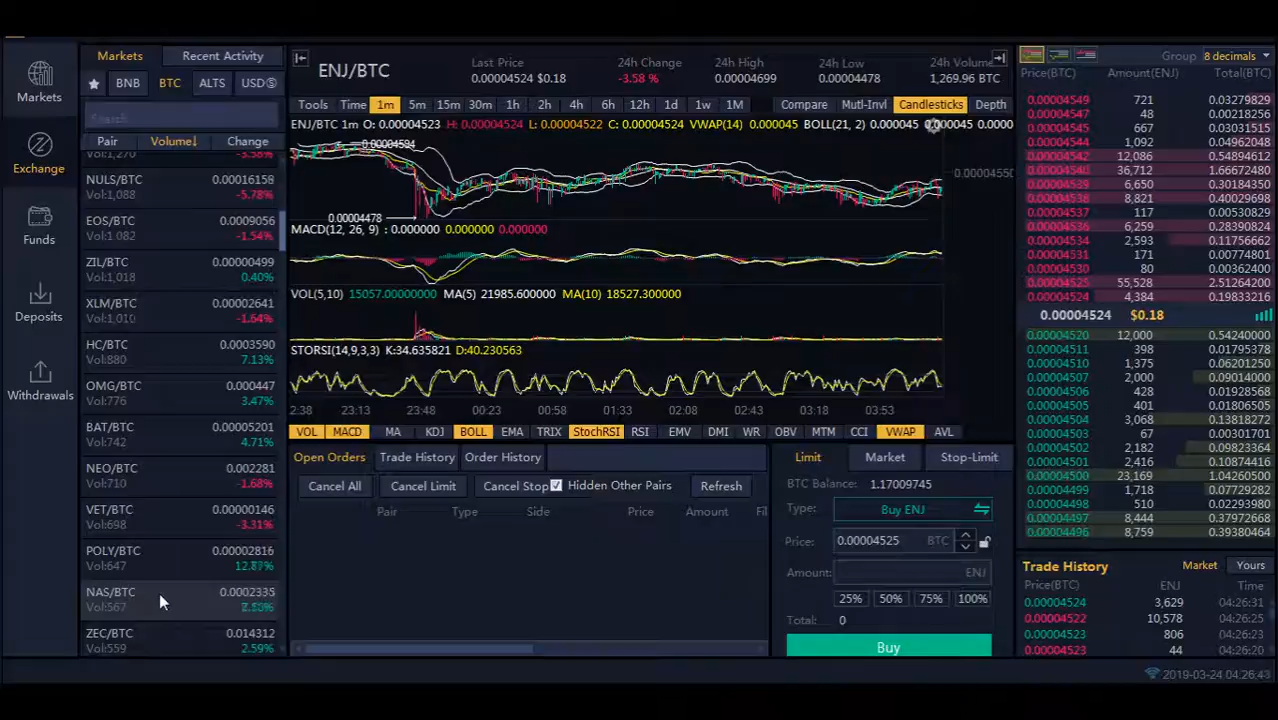 Markets
Exchange
Funds
Deposits
Withdrawals
Markets Recent Activity
BNB BTC ALTS USDⓈ
Search...
Pair Volume↓ Change
Vol:1,270 -3.58%
NULS/BTC 0.00016158
Vol:1,088 -5.78%
EOS/BTC 0.0009056
Vol:1,082 -1.54%
ZIL/BTC 0.00000499
Vol:1,018 0.40%
XLM/BTC 0.00002641
Vol:1,010 -1.64%
HC/BTC 0.0003590
Vol:880 7.13%
OMG/BTC 0.000447
Vol:776 3.47%
BAT/BTC 0.00005201
Vol:742 4.71%
NEO/BTC 0.002281
Vol:710 -1.68%
VET/BTC 0.00000146
Vol:698 -3.31%
POLY/BTC 0.00002816
Vol:647 12.87%
NAS/BTC 0.0002335
Vol:567
ZEC/BTC 0.014312
Vol:559 2.59%
ENJ/BTC
Last Price 24h Change 24h High 24h Low 24h Volume
0.00004524 $0.18 -3.58 % 0.00004699 0.00004478 1,269.96 BTC
Tools Time 1m 5m 15m 30m 1h 2h 4h 6h 12h 1d 1w 1M Compare Mutl-Invl Candlesticks Depth
ENJ/BTC 1m O: 0.00004523 H: 0.00004524 L: 0.00004522 C: 0.00004524 VWAP(14) 0.000045 BOLL(21, 2) 0.000045 0.000045 0.0000
0.00004594
0.00004550
0.00004478
MACD(12, 26, 9) : 0.000000 0.000000 0.000000
VOL(5,10) 15057.00000000 MA(5) 21985.600000 MA(10) 18527.300000
STORSI(14,9,3,3) K:34.635821 D:40.230563
2:38 23:13 23:48 00:23 00:58 01:33 02:08 02:43 03:18 03:53
VOL MACD MA KDJ BOLL EMA TRIX StochRSI RSI EMV DMI WR OBV MTM CCI VWAP AVL
Open Orders Trade History Order History
Cancel All Cancel Limit Cancel Stop Hidden Other Pairs Refresh
Pair Type Side Price Amount Fil
Limit Market Stop-Limit
BTC Balance: 1.17009745
Type: Buy ENJ
Price: 0.00004525 BTC
Amount: ENJ
25% 50% 75% 100%
Total: 0
Buy
Group 8 decimals
Price(BTC) Amount(ENJ) Total(BTC)
0.00004549 721 0.03279829
0.00004547 48 0.00218256
0.00004545 667 0.03031515
0.00004544 1,092 0.04962048
0.00004542 12,086 0.54894612
0.00004540 36,712 1.66672480
0.00004539 6,650 0.30184350
0.00004538 8,821 0.40029698
0.00004537 117 0.00530829
0.00004536 6,259 0.28390824
0.00004534 2,593 0.11756662
0.00004531 171 0.00774801
0.00004530 80 0.00362400
0.00004525 55,528 2.51264200
0.00004524 4,384 0.19833216
0.00004524 $0.18
0.00004520 12,000 0.54240000
0.00004511 398 0.01795378
0.00004510 1,375 0.06201250
0.00004507 2,000 0.09014000
0.00004506 428 0.01928568
0.00004505 401 0.01806505
0.00004504 3,068 0.13818272
0.00004503 67 0.00301701
0.00004502 2,182 0.09823364
0.00004501 2,416 0.10874416
0.00004500 23,169 1.04260500
0.00004499 1,718 0.07729282
0.00004498 510 0.02293980
0.00004497 8,444 0.37972668
0.00004496 8,759 0.39380464
Trade History Market Yours
Price(BTC) ENJ Time
0.00004524 3,629 04:26:31
0.00004522 10,578 04:26:25
0.00004523 806 04:26:23
0.00004523 44 04:26:20
2019-03-24 04:26:43